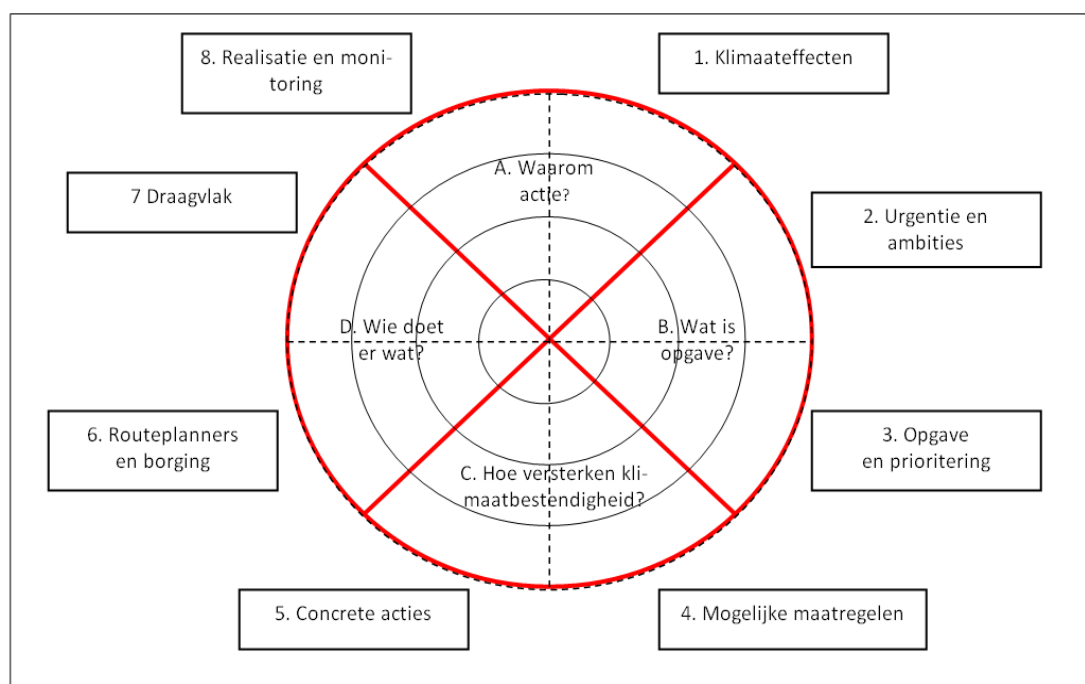 8. Realisatie en moni-
toring
1. Klimaateffecten
A. Waarom
actie?
7 Draagvlak
2. Urgentie en
ambities
D. Wie doet
er wat?
B. Wat is
opgave?
6. Routeplanners
en borging
3. Opgave
en prioritering
C. Hoe versterken kli-
maatbestendigheid?
5. Concrete acties
4. Mogelijke maatregelen